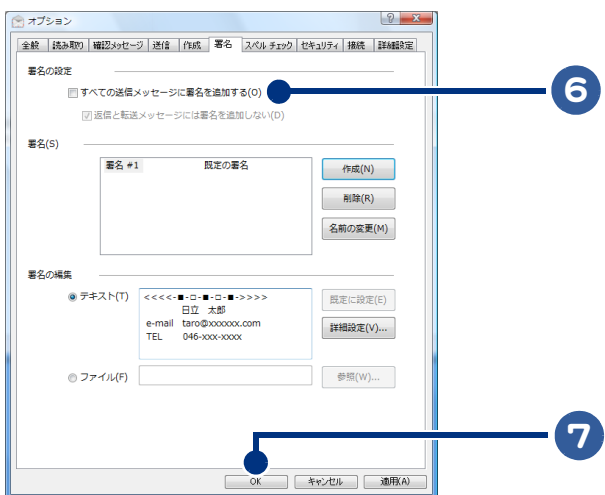 オプション
全般 読み取り 確認メッセージ 送信 作成 署名 スペル チェック セキュリティ 接続 詳細設定
署名の設定
すべての送信メッセージに署名を追加する(O)
6
返信と転送メッセージには署名を追加しない(D)
署名(S)
署名 #1 既定の署名
作成(N)
削除(R)
名前の変更(M)
署名の編集
テキスト(T)
<<<<-■-□-■-□-■->>>>
日立 太郎
e-mail taro@xxxxxx.com
TEL 046-xxx-xxxx
既定に設定(E)
詳細設定(V)...
ファイル(F)
参照(W)...
7
OK キャンセル 適用(A)